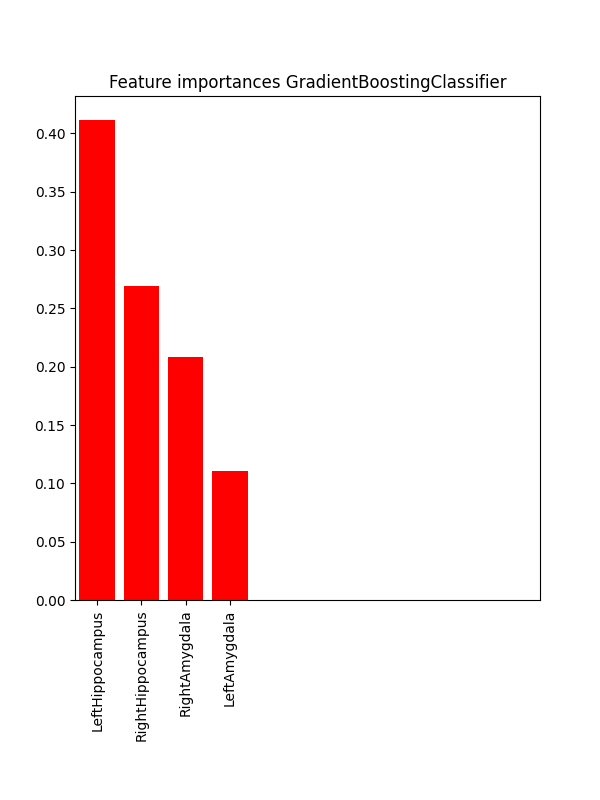 Feature importances GradientBoostingClassifier
0.40
0.35
0.30
0.25
0.20
0.15
0.10
0.05
0.00
LeftHippocampus
RightHippocampus
RightAmygdala
LeftAmygdala